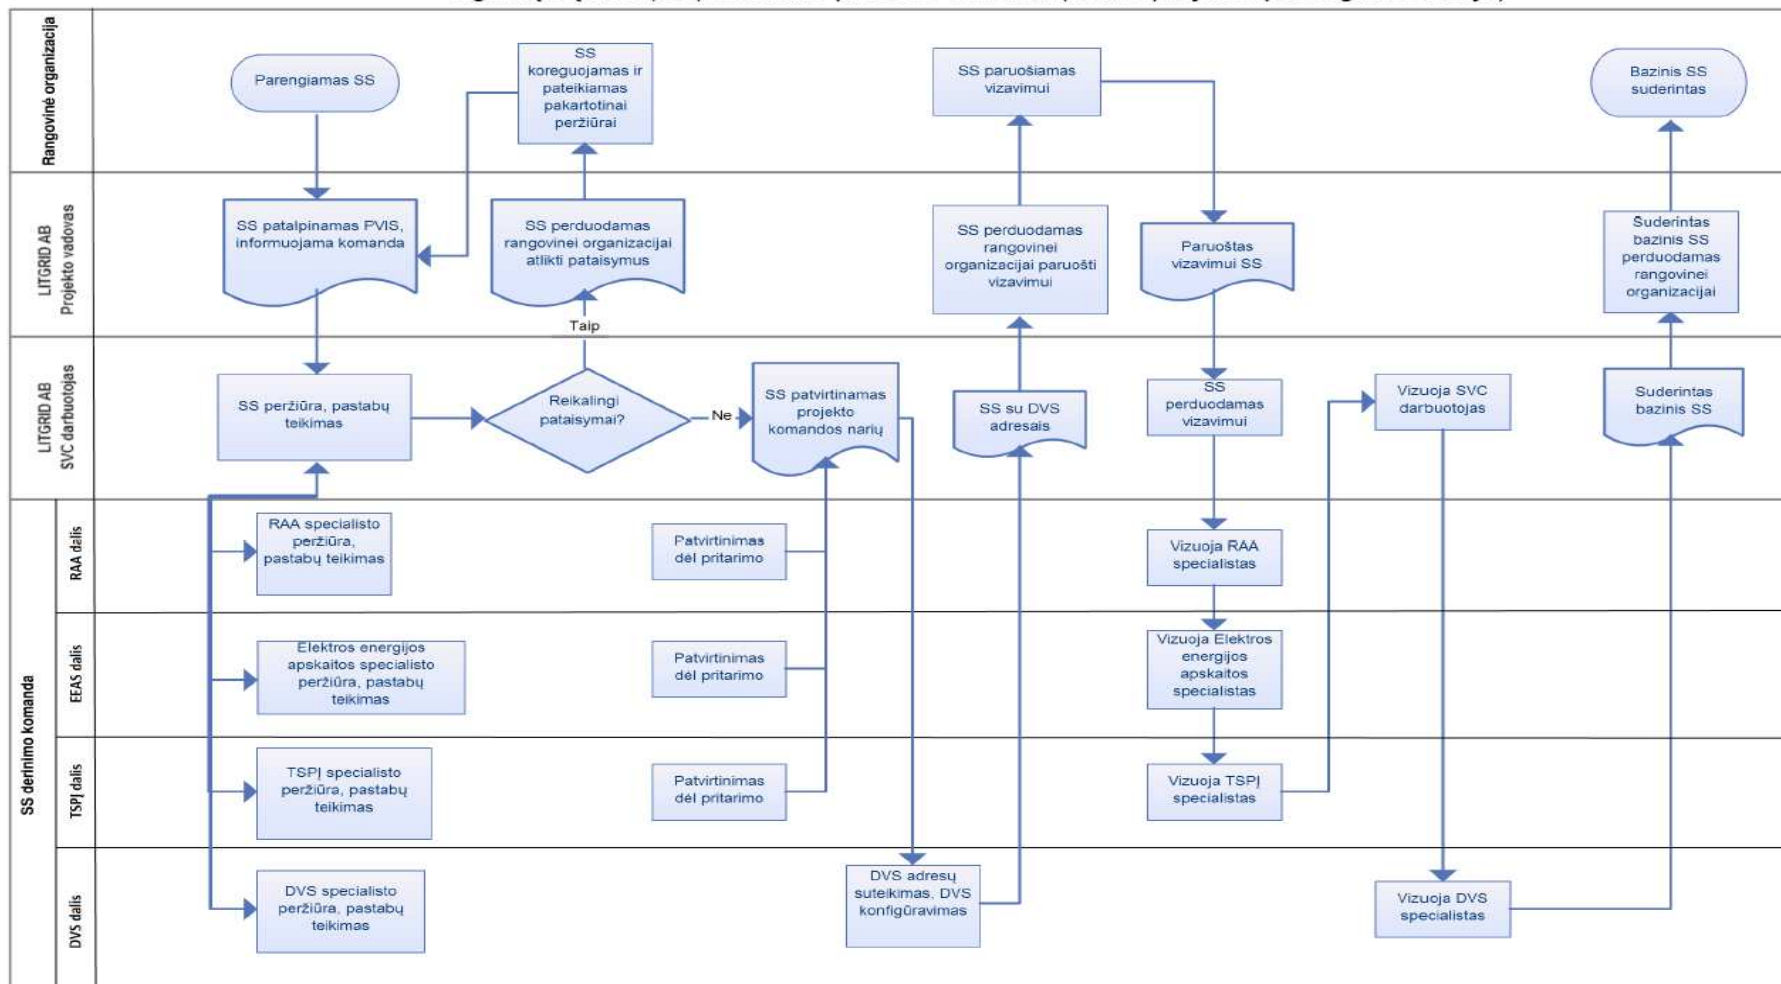 Rangovinė organizacija
Parengiamas SS
SS
koreguojamas ir
pateikiamas
pakartotinai
peržiūrai
SS paruošiamas
vizavimui
Bazinis SS
suderintas
LITGRID AB
Projekto vadovas
SS patalpinamas PVIS,
informuojama komanda
SS perduodamas
rangovinei organizacijai
atlikti pataisymus
SS perduodamas
rangovinei
organizacijai paruošti
vizavimui
Paruoštas
vizavimui SS
Suderintas
bazinis SS
perduodamas
rangovinei
organizacijai
Taip
LITGRID AB
SVC darbuotojas
SS peržiūra, pastabų
teikimas
Reikalingi
pataisymai?
Ne
SS patvirtinamas
projekto
komandos narių
SS su DVS
adresais
SS
perduodamas
vizavimui
Vizuoja SVC
darbuotojas
Suderintas
bazinis SS
SS derinimo komanda
RAA dalis
RAA specialisto
peržiūra,
pastabų teikimas
Patvirtinimas
dėl pritarimo
Vizuoja RAA
specialistas
EEAS dalis
Elektros energijos
apskaitos specialisto
peržiūra, pastabų
teikimas
Patvirtinimas
dėl pritarimo
Vizuoja Elektros
energijos
apskaitos
specialistas
TSPĮ dalis
TSPĮ specialisto
peržiūra, pastabų
teikimas
Patvirtinimas
dėl pritarimo
Vizuoja TSPĮ
specialistas
DVS dalis
DVS specialisto
peržiūra, pastabų
teikimas
DVS adresų
suteikimas, DVS
konfigūravimas
Vizuoja DVS
specialistas